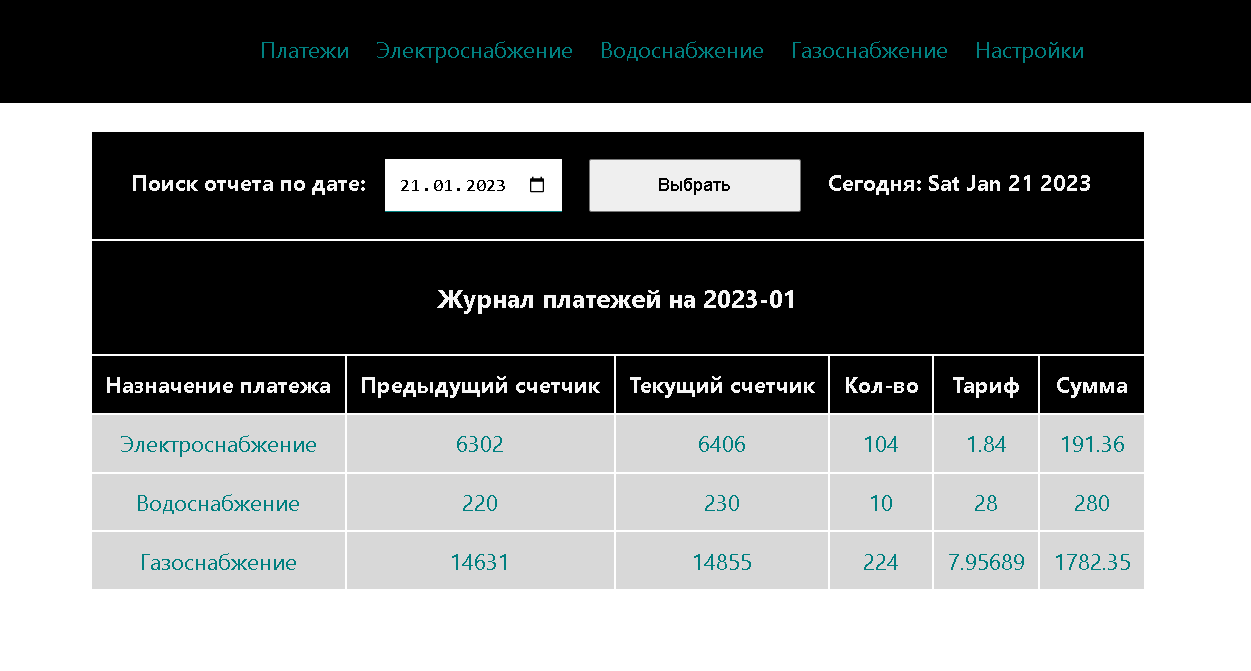 Платежи Электроснабжение Водоснабжение Газоснабжение Настройки
Поиск отчета по дате: 21.01.2023 Выбрать Сегодня: Sat Jan 21 2023
Журнал платежей на 2023-01
Назначение платежа Предыдущий счетчик Текущий счетчик Кол-во Тариф Сумма
Электроснабжение 6302 6406 104 1.84 191.36
Водоснабжение 220 230 10 28 280
Газоснабжение 14631 14855 224 7.95689 1782.35